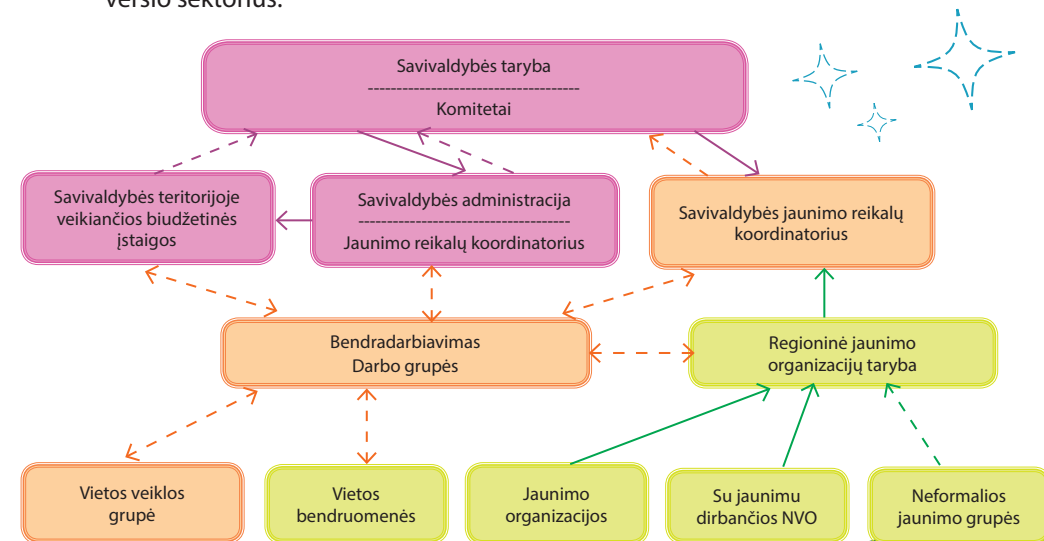 versio sektorius.
Savivaldybės taryba
------------------------------------
Komitetai
Savivaldybės teritorijoje
veikiančios biudžetinės
įstaigos
Savivaldybės administracija
------------------------------------
Jaunimo reikalų koordinatorius
Savivaldybės jaunimo reikalų
koordinatorius
Bendradarbiavimas
Darbo grupės
Regioninė jaunimo
organizacijų taryba
Vietos veiklos
grupė
Vietos
bendruomenės
Jaunimo
organizacijos
Su jaunimu
dirbančios NVO
Neformalios
jaunimo grupės